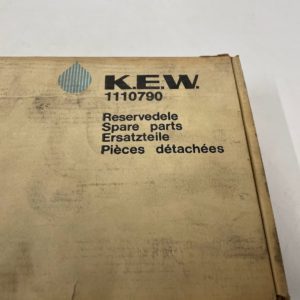 K.E.W.
1110790
Reservedele
Spare parts
Ersatzteile
Pièces détachées